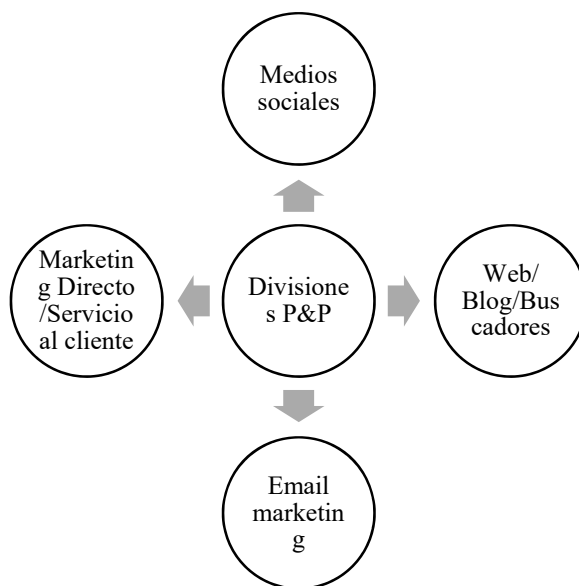 Medios
sociales
Marketin
g Directo
/Servicio
al cliente
Divisione
s P&P
Web/
Blog/Bus
cadores
Email
marketin
g